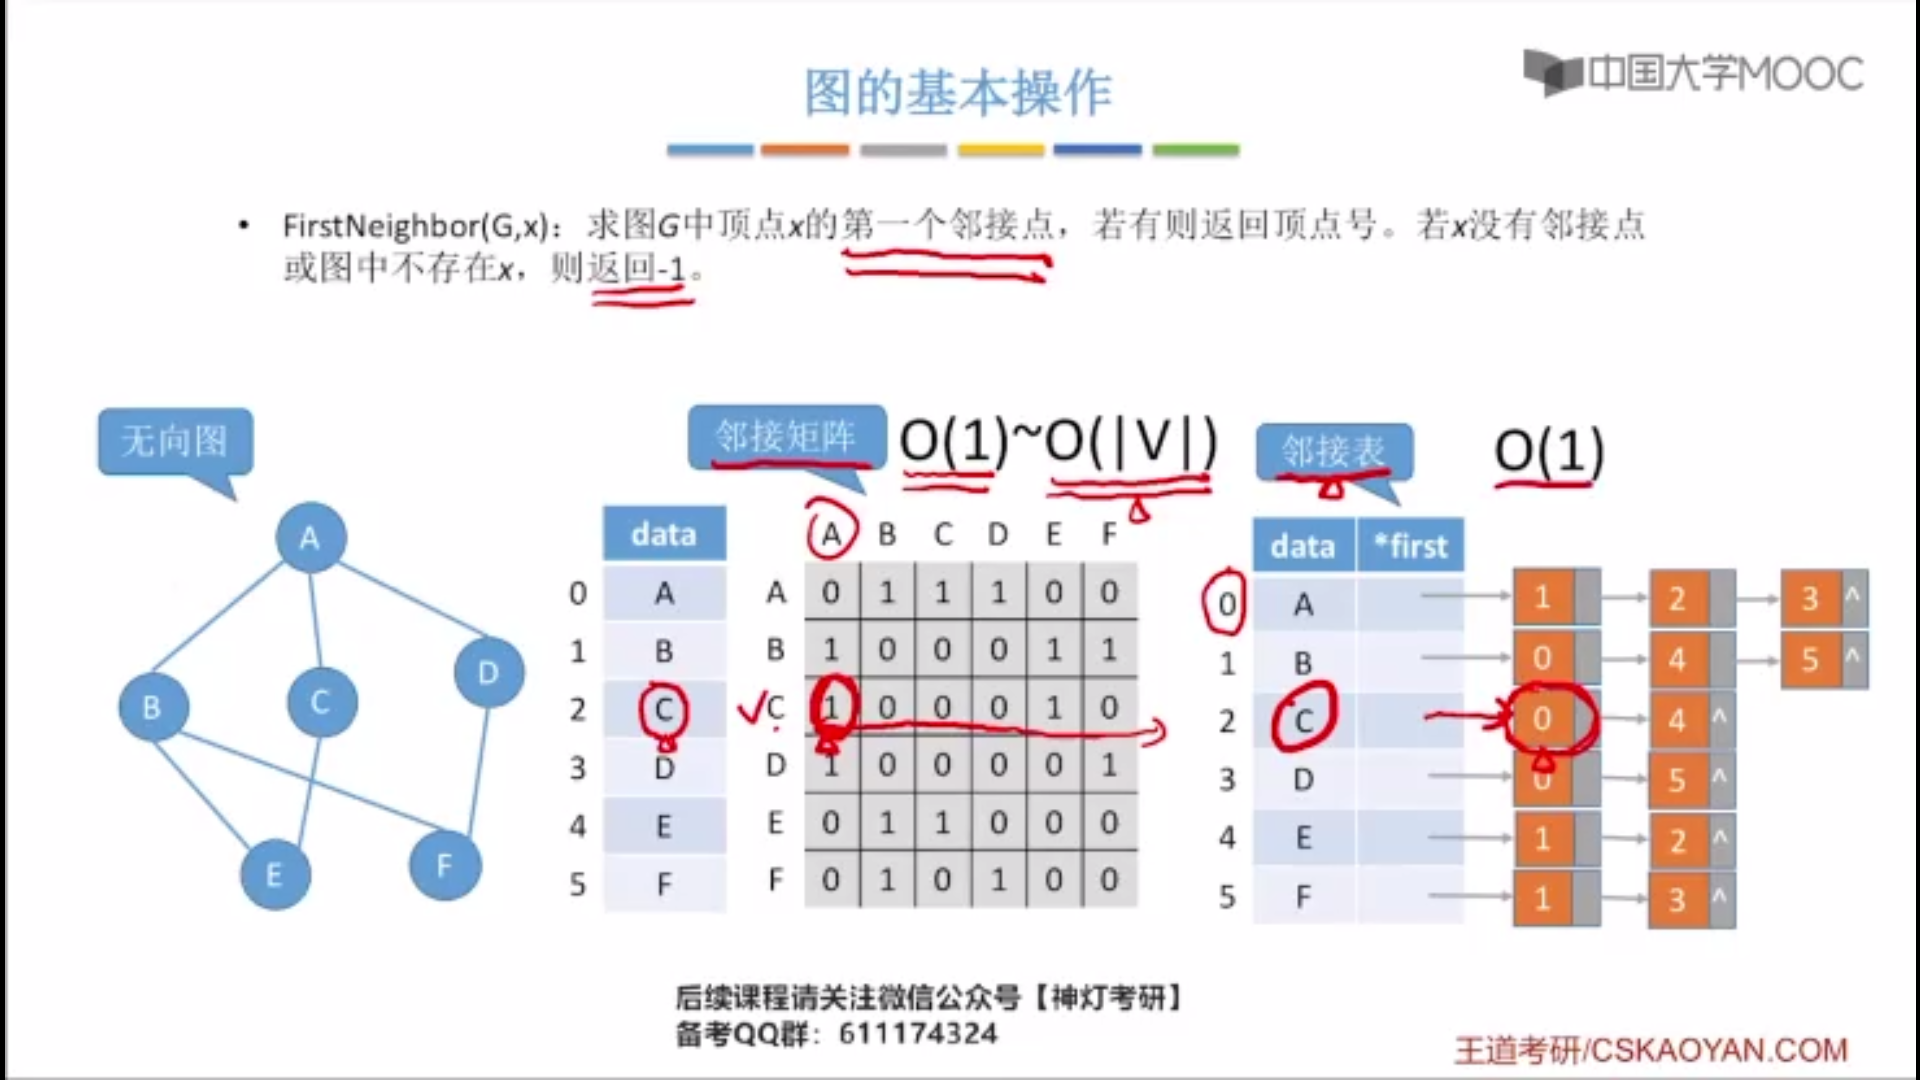 中国大学MOOC
图的基本操作
• FirstNeighbor(G,x)：求图G中顶点x的第一个邻接点，若有则返回顶点号。若x没有邻接点
或图中不存在x，则返回-1。
无向图
A
B
C
D
E
F
邻接矩阵 O(1)~O(|V|)
data
0 A
1 B
2 C
3 D
4 E
5 F
A B C D E F
A 0 1 1 1 0 0
B 1 0 0 0 1 1
C 1 0 0 0 1 0
D 1 0 0 0 0 1
E 0 1 1 0 0 0
F 0 1 0 1 0 0
邻接表 O(1)
data *first
0 A 1 2 3 ^
1 B 0 4 5 ^
2 C 0 4 ^
3 D 0 5 ^
4 E 1 2 ^
5 F 1 3 ^
后续课程请关注微信公众号【神灯考研】
备考QQ群：611174324
王道考研/CSKAOYAN.COM